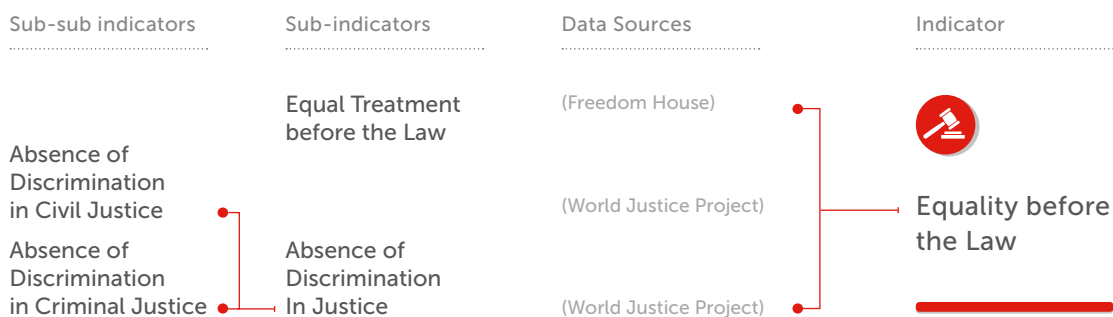 Sub-sub indicators
Sub-indicators
Data Sources
Indicator
Equal Treatment
before the Law
(Freedom House)
Absence of
Discrimination
in Civil Justice
(World Justice Project)
Equality before
the Law
Absence of
Discrimination
in Criminal Justice
Absence of
Discrimination
In Justice
(World Justice Project)